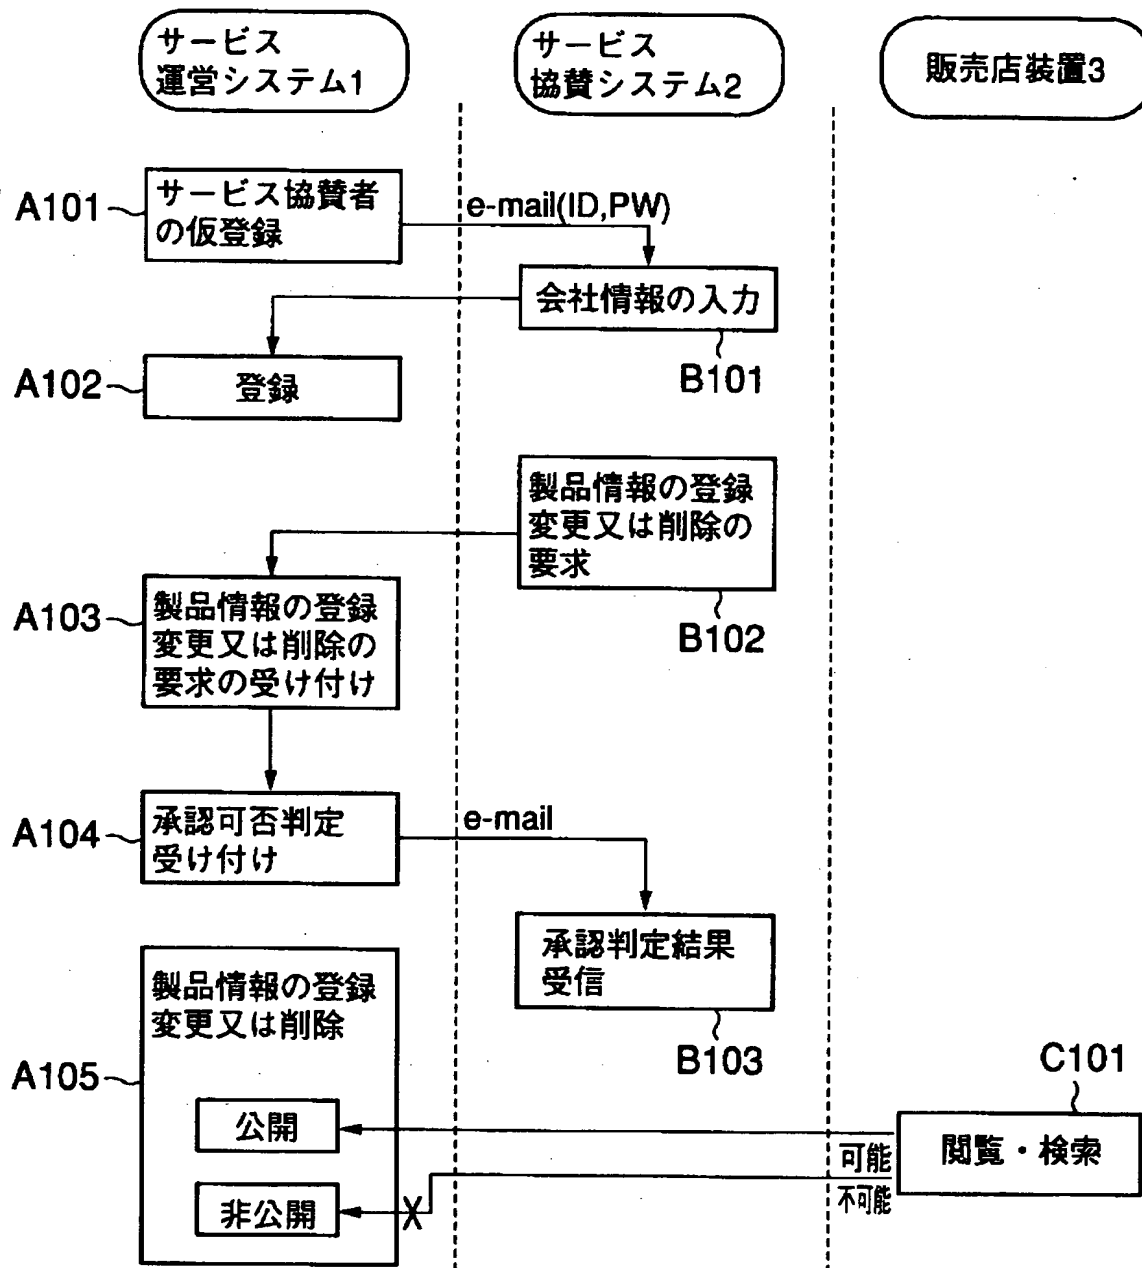 サービス
運営システム1
サービス
協賛システム2
販売店装置3
A101
サービス協賛者
の仮登録
e-mail(ID,PW)
会社情報の入力
B101
A102
登録
製品情報の登録
変更又は削除の
要求
B102
A103
製品情報の登録
変更又は削除の
要求の受け付け
A104
承認可否判定
受け付け
e-mail
承認判定結果
受信
B103
A105
製品情報の登録
変更又は削除
公開
非公開
C101
閲覧・検索
可能
不可能
X